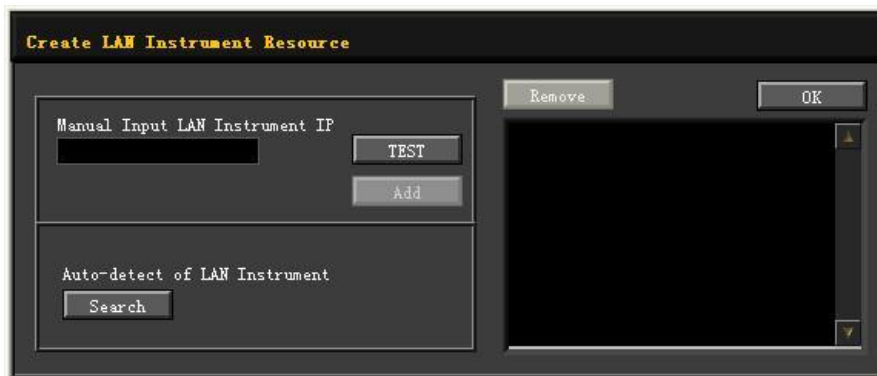 Create LAN Instrument Resource
Manual Input LAN Instrument IP
TEST
Add
Auto-detect of LAN Instrument
Search
Remove
OK